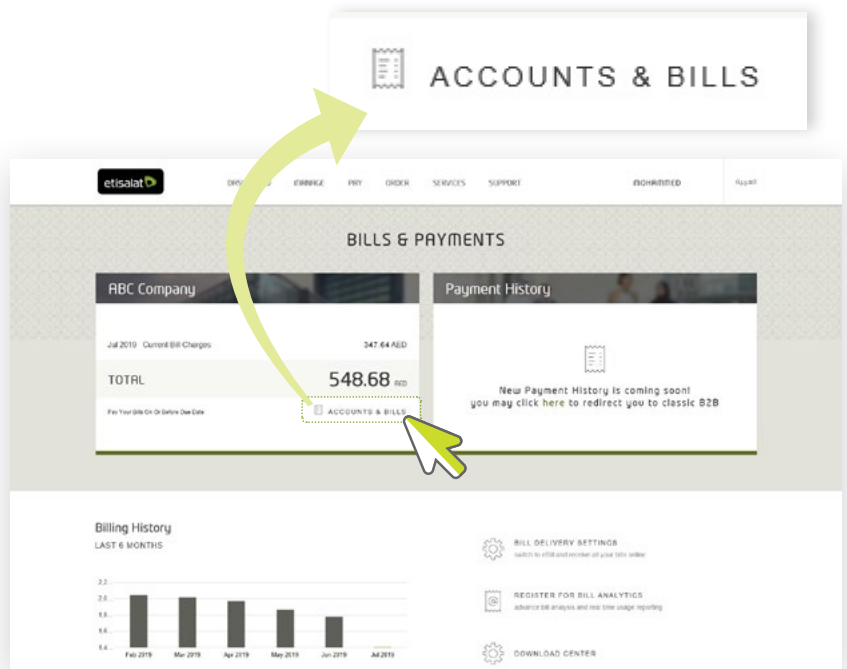 ACCOUNTS & BILLS
etisalat
MANAGE PAY ORDER SERVICES SUPPORT MOHAMMED العربية
BILLS & PAYMENTS
ABC Company
Payment History
Jul 2019 Current Bill Charges 347.64 AED
TOTAL 548.68 AED
Pay Your Bills On Or Before Due Date
ACCOUNTS & BILLS
New Payment History is coming soon!
you may click here to redirect you to classic B2B
Billing History
LAST 6 MONTHS
2.2
2.0
1.8
1.6
1.4
Feb 2019 Mar 2019 Apr 2019 May 2019 Jun 2019 Jul 2019
BILL DELIVERY SETTINGS
switch to eBill and receive all your bills online
REGISTER FOR BILL ANALYTICS
advance bill analysis and real time usage reporting
DOWNLOAD CENTER